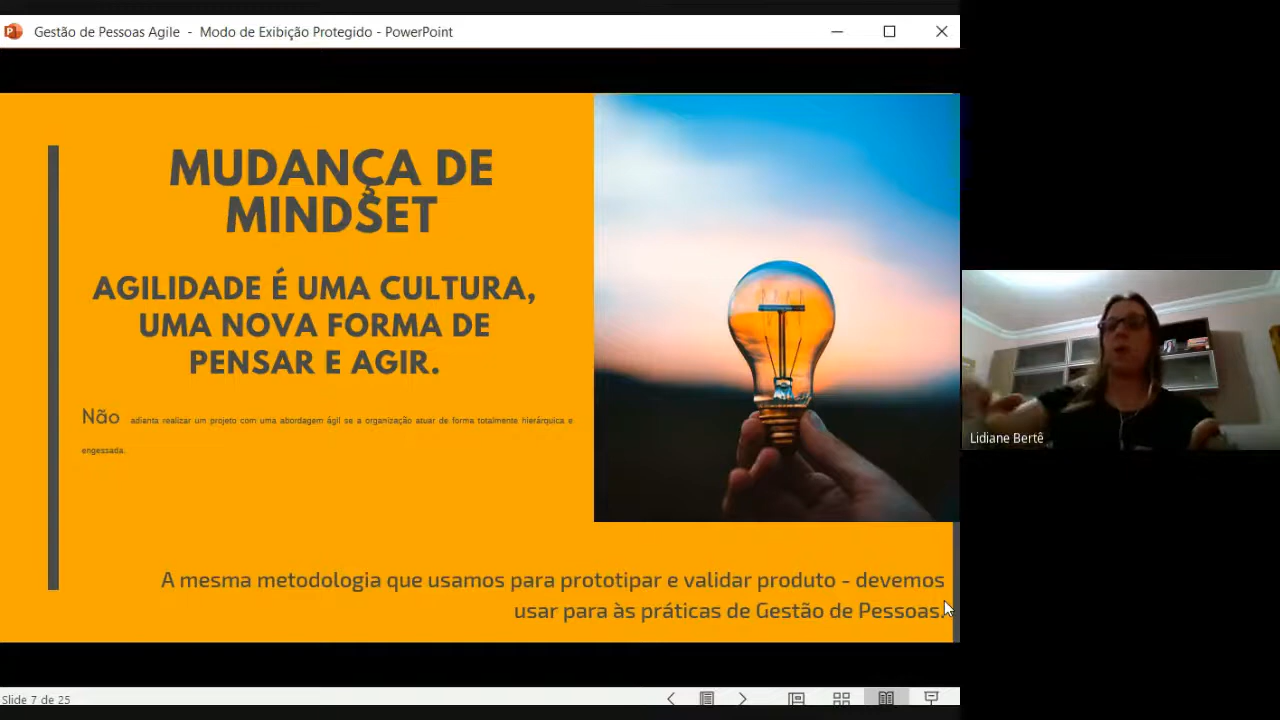 Gestão de Pessoas Agile - Modo de Exibição Protegido - PowerPoint
MUDANÇA DE
MINDSET
AGILIDADE É UMA CULTURA,
UMA NOVA FORMA DE
PENSAR E AGIR.
Não adianta realizar um projeto com uma abordagem ágil se a organização atuar de forma totalmente hierárquica e
engessada.
A mesma metodologia que usamos para prototipar e validar produto - devemos
usar para às práticas de Gestão de Pessoas.
Lidiane Bertê
Slide 7 de 25